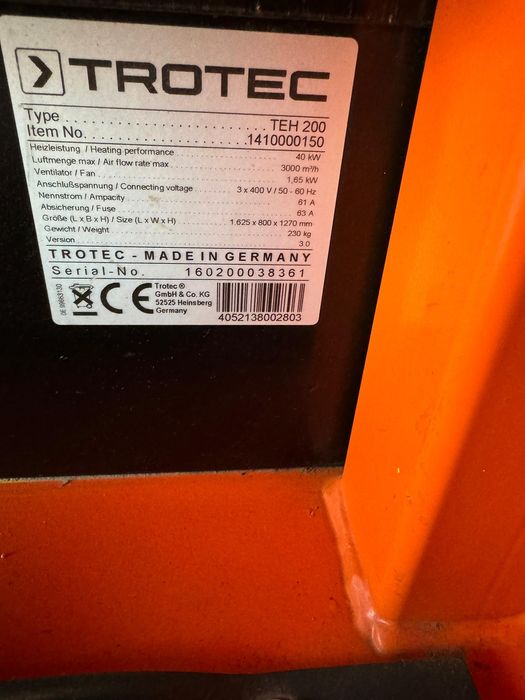 TROTEC
Type ........................ TEH 200
Item No. ........................ 1410000150
Heizleistung / Heating performance 40 kW
Luftmenge max / Air flow rate max 3000 m³/h
Ventilator / Fan 1,65 kW
Anschlußspannung / Connecting voltage 3 x 400 V / 50 - 60 Hz
Nennstrom / Ampacity 61 A
Absicherung / Fuse 63 A
Größe (L x B x H) / Size (L x W x H) 1.625 x 800 x 1270 mm
Gewicht / Weight 230 kg
Version 3.0
TROTEC - MADE IN GERMANY
Serial-No. 160200038361
Trotec ®
GmbH & Co. KG
52525 Heinsberg
Germany
CE
4052138002803